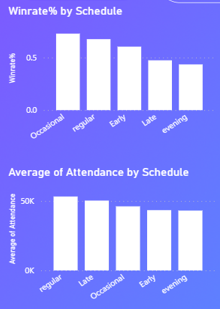 Winrate% by Schedule
Winrate%
0.5
0.0
Occasional
regular
Early
Late
evening
Average of Attendance by Schedule
Average of Attendance
50K
0K
regular
Late
Occasional
Early
evening